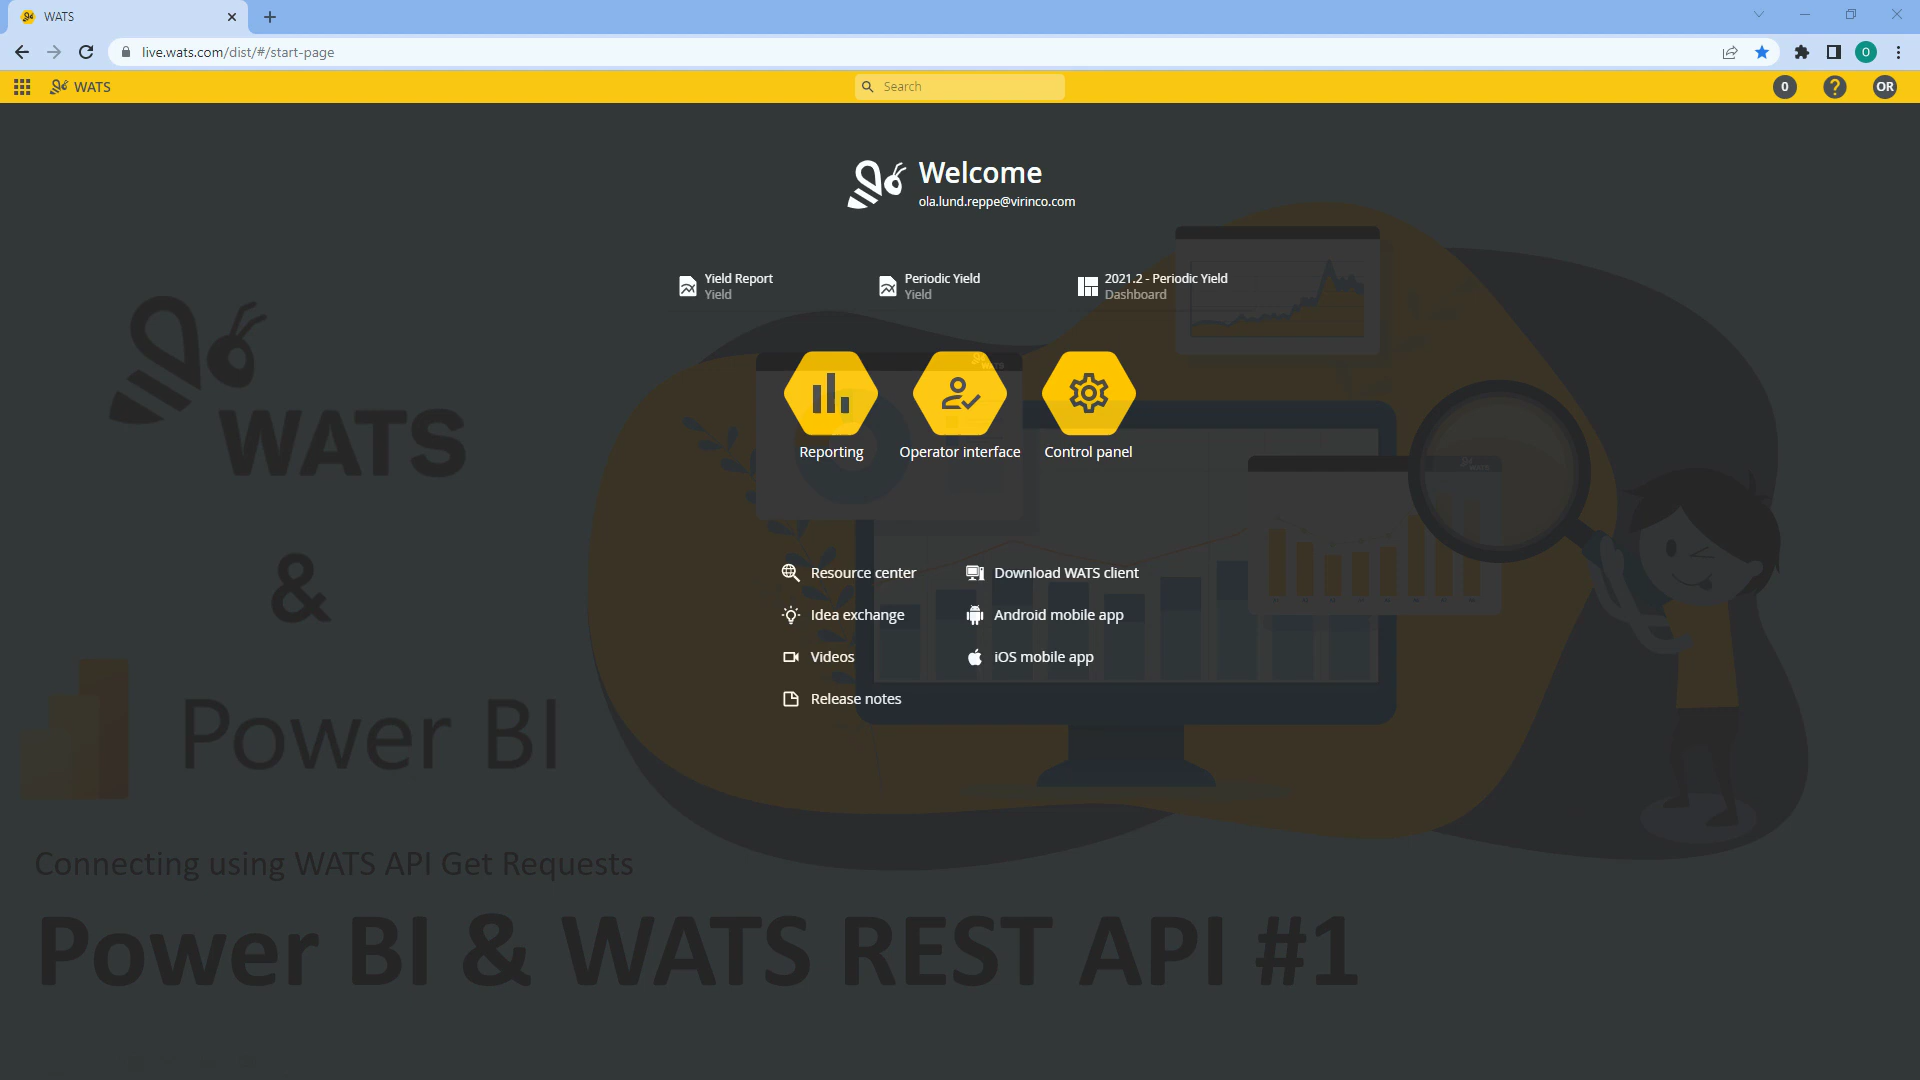 WATS
live.wats.com/dist/#/start-page
O
WATS
Search
0
?
OR
Welcome
ola.lund.reppe@virinco.com
Yield Report
Yield
Periodic Yield
Yield
2021.2 - Periodic Yield
Dashboard
WATS
Reporting
Operator interface
Control panel
WATS
&
Resource center
Download WATS client
Idea exchange
Android mobile app
Videos
iOS mobile app
Release notes
Power BI
Connecting using WATS API Get Requests
Power BI & WATS REST API #1